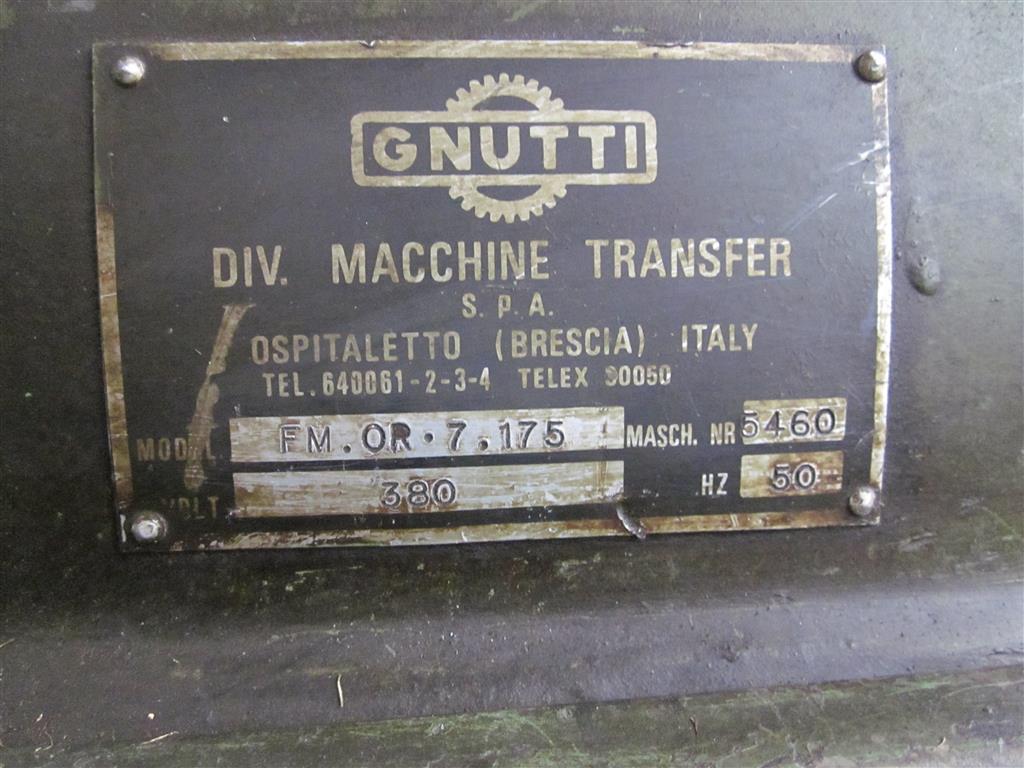 GNUTTI
DIV. MACCHINE TRANSFER
S.P.A.
OSPITALETTO (BRESCIA) ITALY
TEL. 640061-2-3-4 TELEX 30050
MODEL FM.OR.7.175 MASCH. NR 5460
VOLT 380 HZ 50